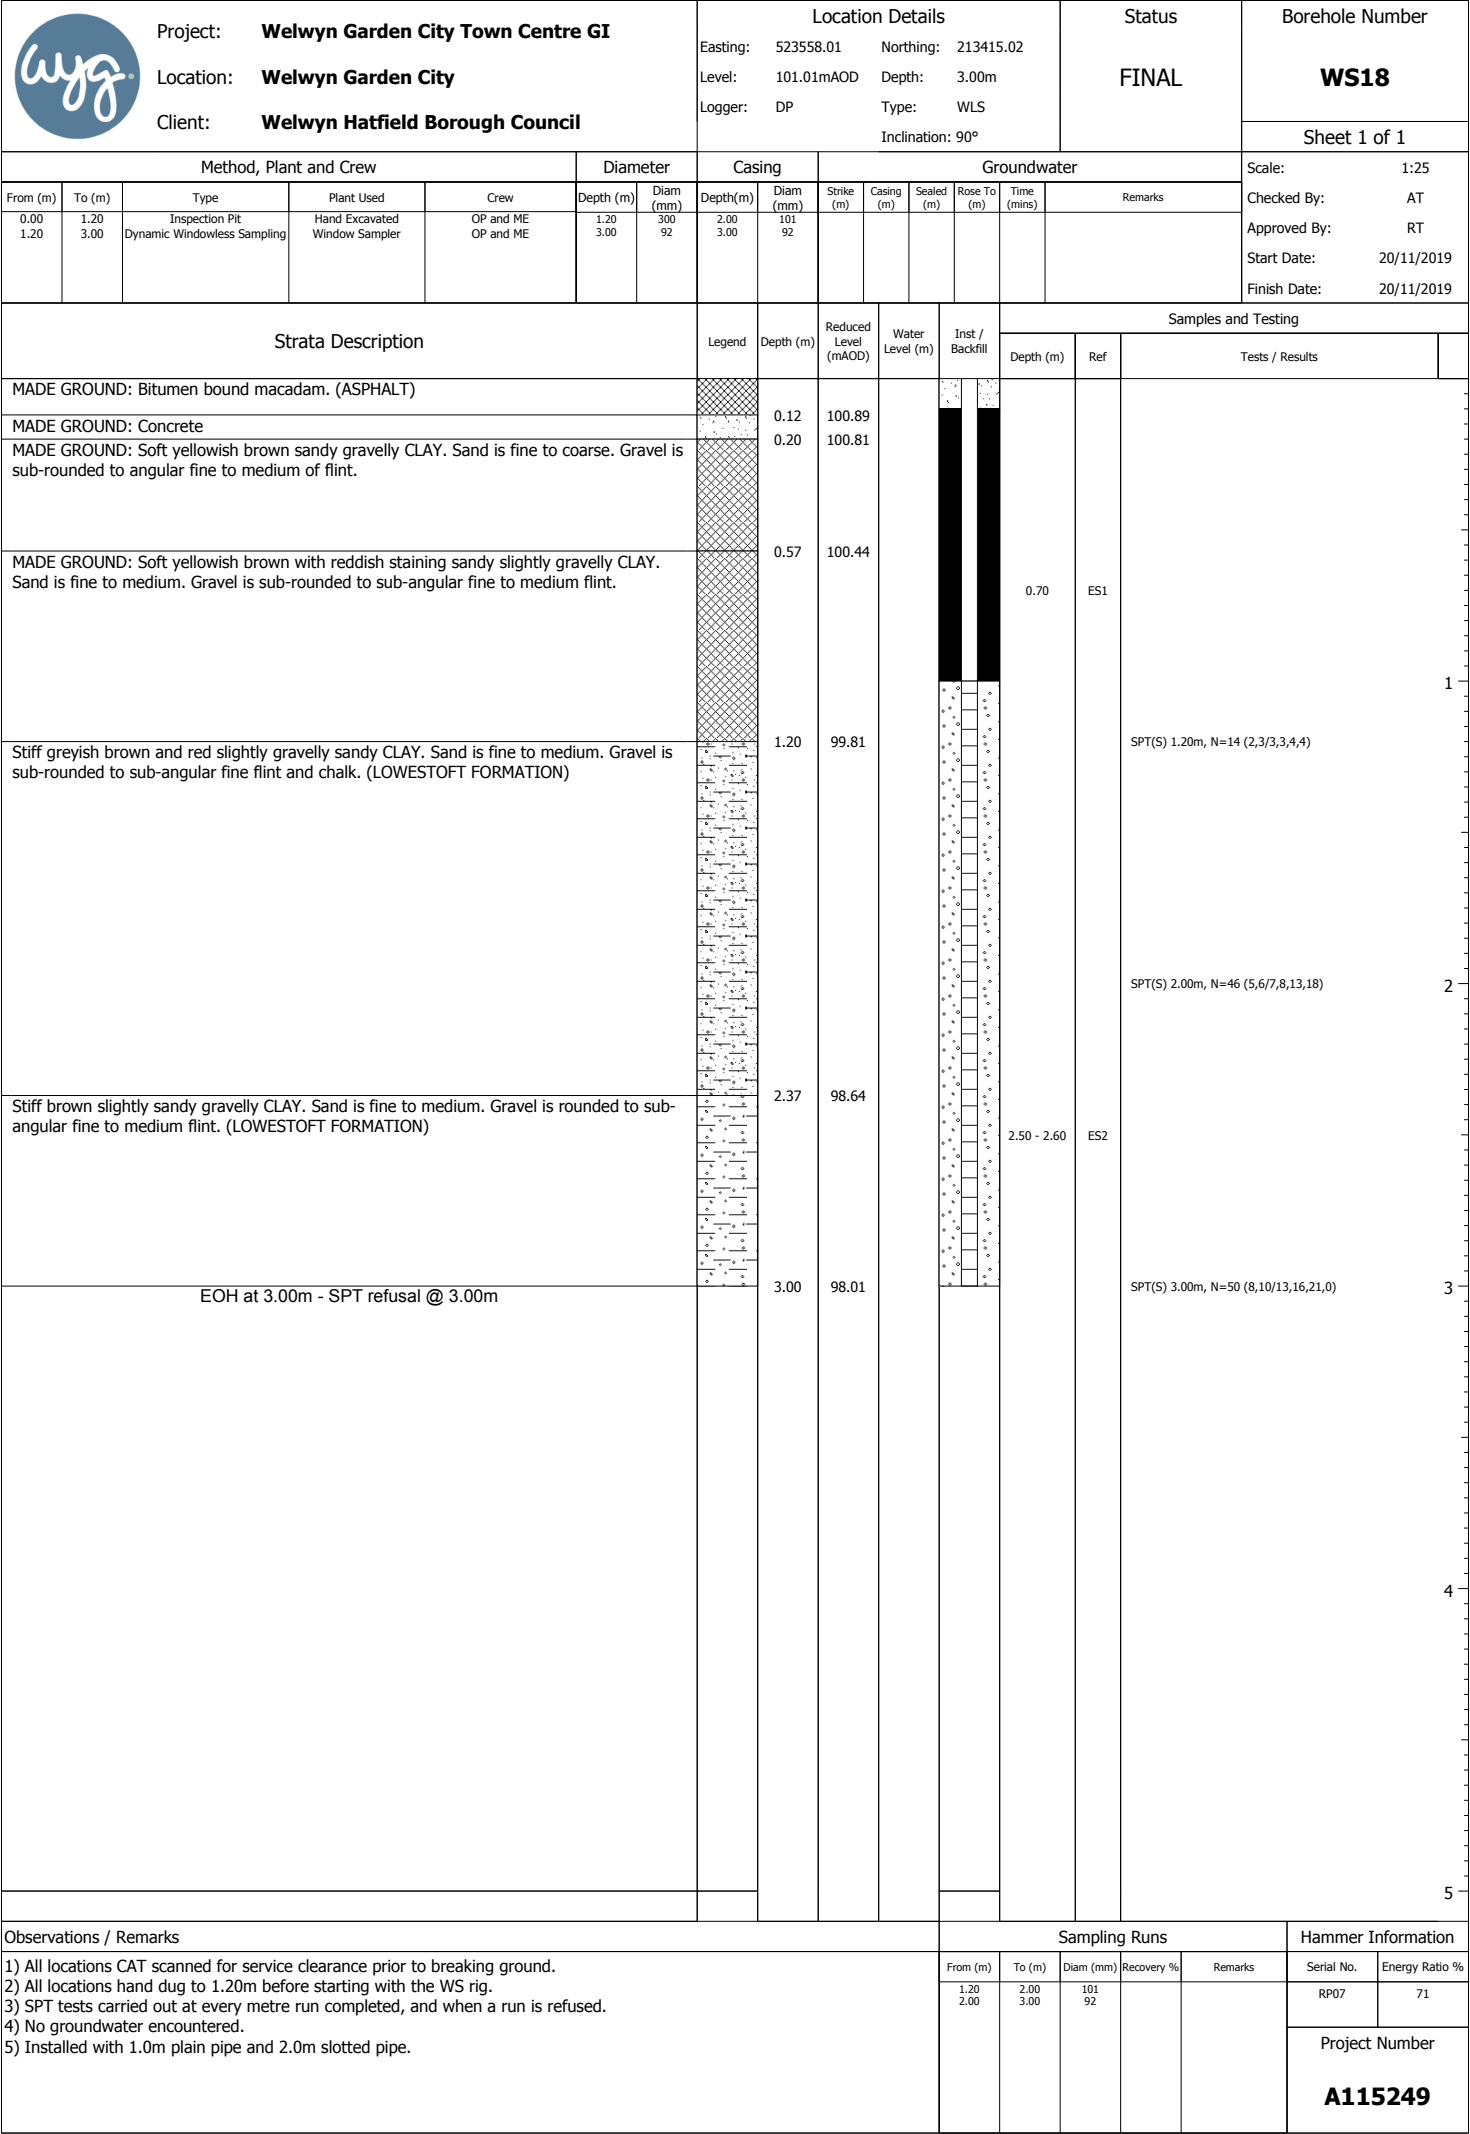 wyg.
Project: Welwyn Garden City Town Centre GI
Location: Welwyn Garden City
Client: Welwyn Hatfield Borough Council
Location Details
Easting: 523558.01 Northing: 213415.02
Level: 101.01mAOD Depth: 3.00m
Logger: DP Type: WLS
Inclination: 90°
Status
FINAL
Borehole Number
WS18
Sheet 1 of 1
Method, Plant and Crew Diameter Casing Groundwater
From (m) To (m) Type Plant Used Crew Depth (m) Diam (mm) Depth(m) Diam (mm) Strike (m) Casing (m) Sealed (m) Rose To (m) Time (mins) Remarks
0.00 1.20 Inspection Pit Hand Excavated OP and ME 1.20 300 2.00 101
1.20 3.00 Dynamic Windowless Sampling Window Sampler OP and ME 3.00 92 3.00 92
Scale: 1:25
Checked By: AT
Approved By: RT
Start Date: 20/11/2019
Finish Date: 20/11/2019
Strata Description Legend Depth (m) Reduced Level (mAOD) Water Level (m) Inst / Backfill Samples and Testing
Depth (m) Ref Tests / Results
MADE GROUND: Bitumen bound macadam. (ASPHALT)
0.12 100.89
MADE GROUND: Concrete
0.20 100.81
MADE GROUND: Soft yellowish brown sandy gravelly CLAY. Sand is fine to coarse. Gravel is
sub-rounded to angular fine to medium of flint.
0.57 100.44
MADE GROUND: Soft yellowish brown with reddish staining sandy slightly gravelly CLAY.
Sand is fine to medium. Gravel is sub-rounded to sub-angular fine to medium flint.
0.70 ES1
1
1.20 99.81 SPT(S) 1.20m, N=14 (2,3/3,3,4,4)
Stiff greyish brown and red slightly gravelly sandy CLAY. Sand is fine to medium. Gravel is
sub-rounded to sub-angular fine flint and chalk. (LOWESTOFT FORMATION)
SPT(S) 2.00m, N=46 (5,6/7,8,13,18) 2
2.37 98.64
Stiff brown slightly sandy gravelly CLAY. Sand is fine to medium. Gravel is rounded to sub-
angular fine to medium flint. (LOWESTOFT FORMATION)
2.50 - 2.60 ES2
3.00 98.01 SPT(S) 3.00m, N=50 (8,10/13,16,21,0) 3
EOH at 3.00m - SPT refusal @ 3.00m
4
5
Observations / Remarks
1) All locations CAT scanned for service clearance prior to breaking ground.
2) All locations hand dug to 1.20m before starting with the WS rig.
3) SPT tests carried out at every metre run completed, and when a run is refused.
4) No groundwater encountered.
5) Installed with 1.0m plain pipe and 2.0m slotted pipe.
Sampling Runs
From (m) To (m) Diam (mm) Recovery % Remarks
1.20 2.00 101
2.00 3.00 92
Hammer Information
Serial No. Energy Ratio %
RP07 71
Project Number
A115249